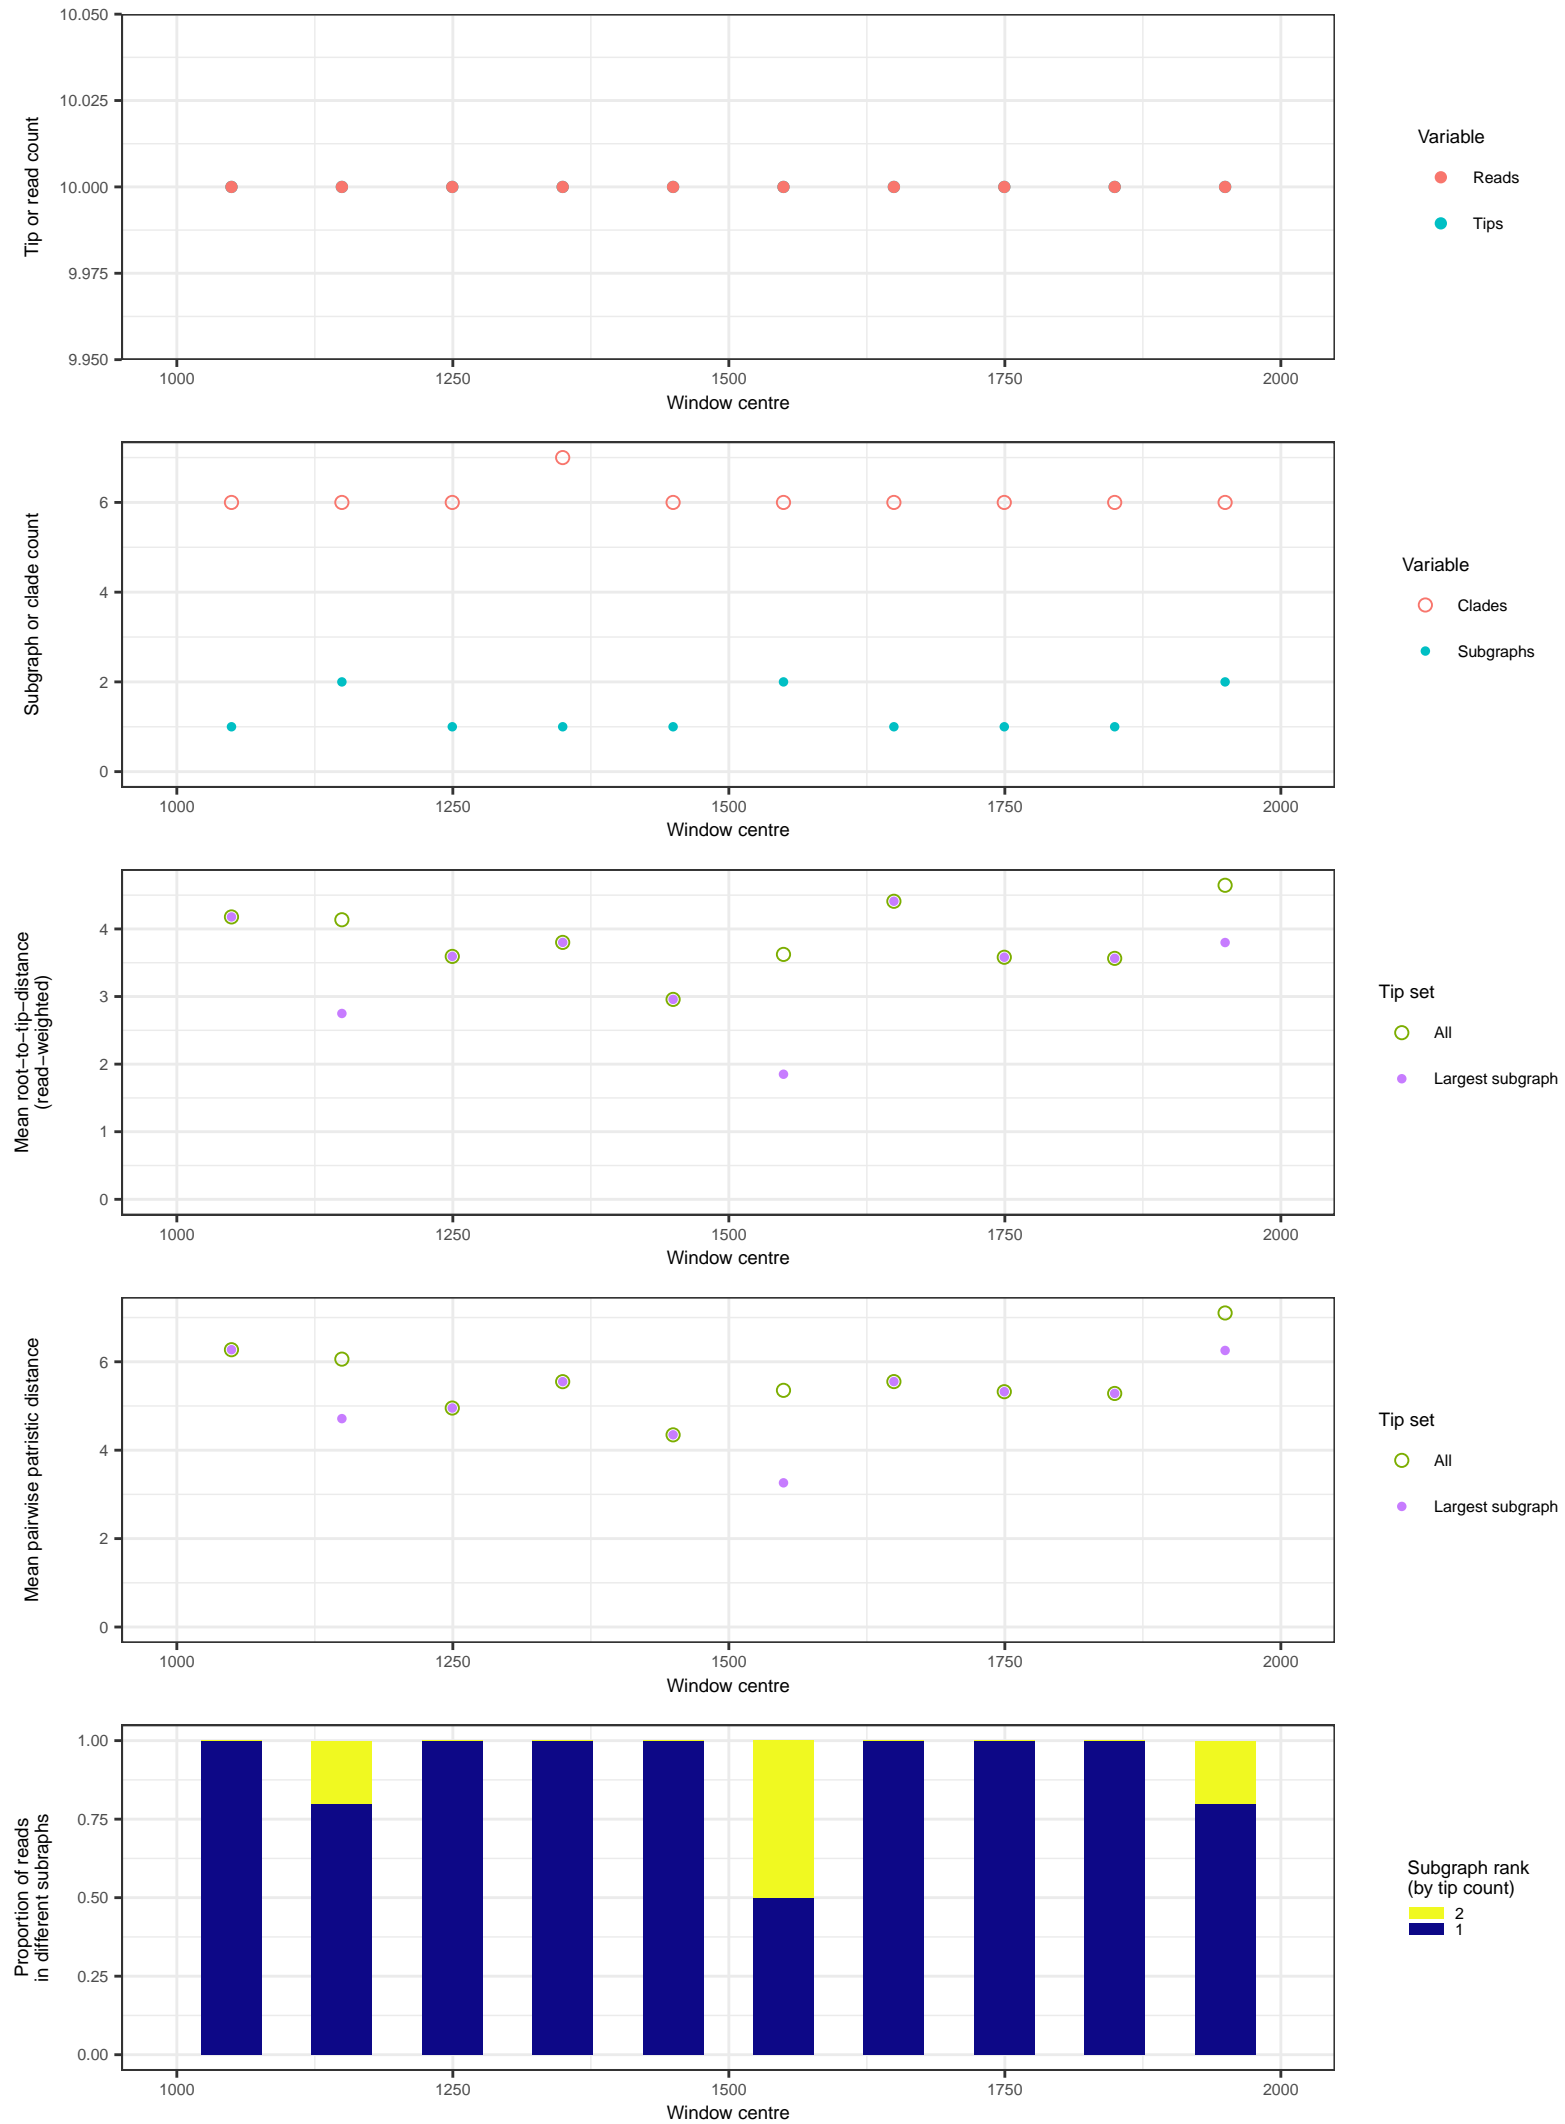 10.050
10.025
10.000
9.975
9.950
Tip or read count
1000 1250 1500 1750 2000
Window centre
Variable
Reads
Tips
6
4
2
0
Subgraph or clade count
1000 1250 1500 1750 2000
Window centre
Variable
Clades
Subgraphs
4
3
2
1
0
Mean root−to−tip−distance
(read−weighted)
1000 1250 1500 1750 2000
Window centre
Tip set
All
Largest subgraph
6
4
2
0
Mean pairwise patristic distance
1000 1250 1500 1750 2000
Window centre
Tip set
All
Largest subgraph
1.00
0.75
0.50
0.25
0.00
Proportion of reads
in different subraphs
1000 1250 1500 1750 2000
Window centre
Subgraph rank
(by tip count)
2
1